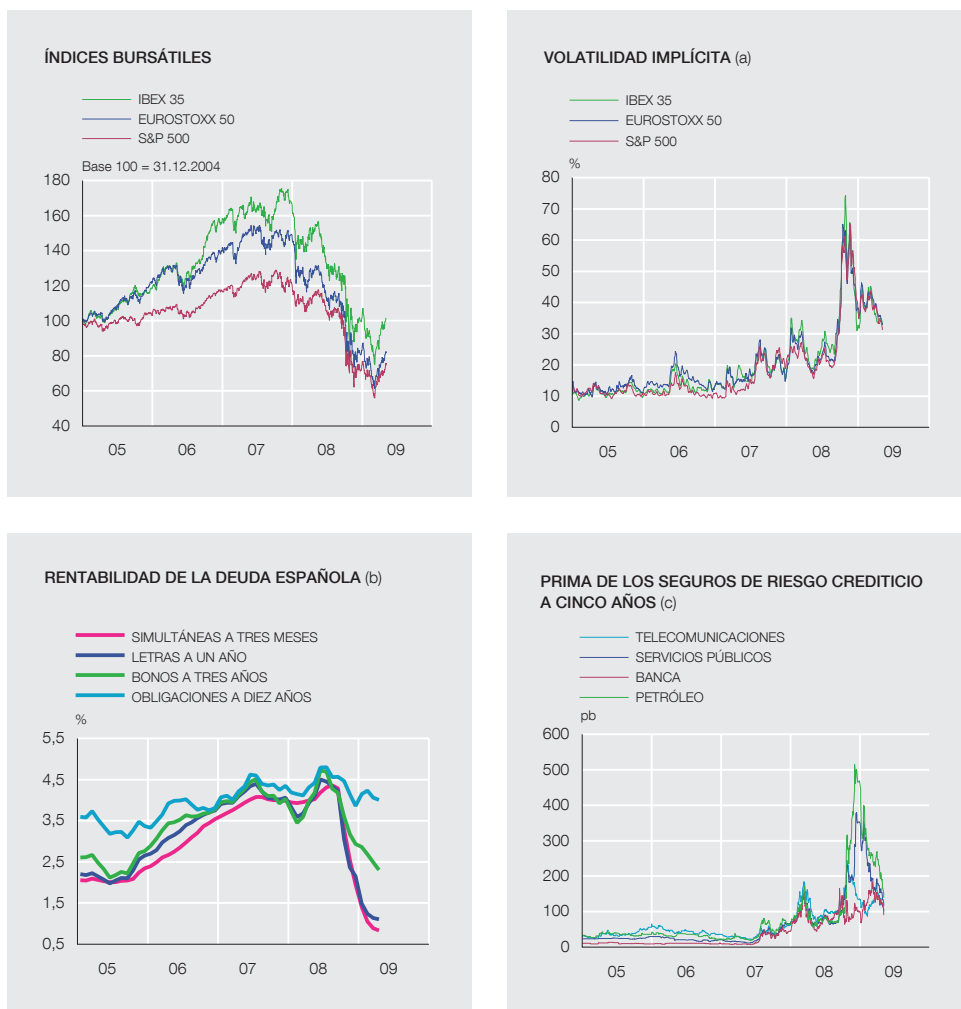 ÍNDICES BURSÁTILES
IBEX 35
EUROSTOXX 50
S&P 500
Base 100 = 31.12.2004
180
160
140
120
100
80
60
40
05 06 07 08 09
VOLATILIDAD IMPLÍCITA (a)
IBEX 35
EUROSTOXX 50
S&P 500
%
80
70
60
50
40
30
20
10
0
05 06 07 08 09
RENTABILIDAD DE LA DEUDA ESPAÑOLA (b)
SIMULTÁNEAS A TRES MESES
LETRAS A UN AÑO
BONOS A TRES AÑOS
OBLIGACIONES A DIEZ AÑOS
%
5,5
4,5
3,5
2,5
1,5
0,5
05 06 07 08 09
PRIMA DE LOS SEGUROS DE RIESGO CREDITICIO
A CINCO AÑOS (c)
TELECOMUNICACIONES
SERVICIOS PÚBLICOS
BANCA
PETRÓLEO
pb
600
500
400
300
200
100
0
05 06 07 08 09